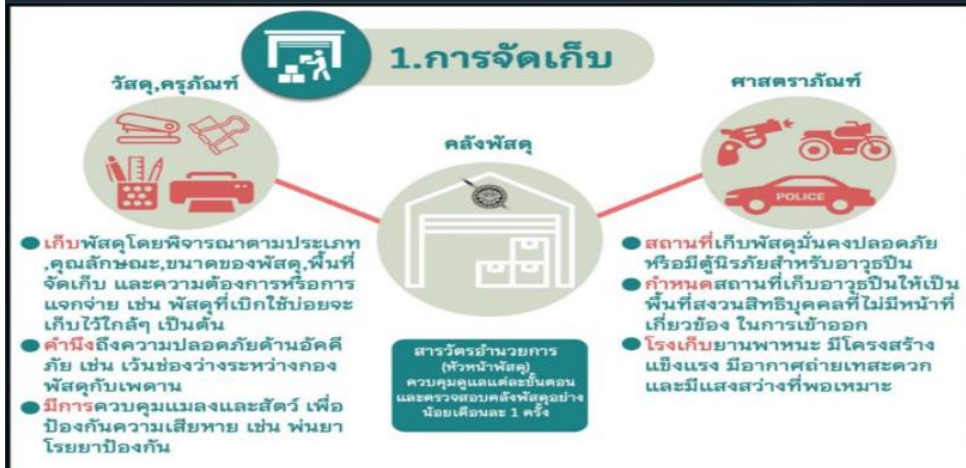 1.การจัดเก็บ
วัสดุ,ครุภัณฑ์
เก็บพัสดุโดยพิจารณาตามประเภท
,คุณลักษณะ,ขนาดของพัสดุ,พื้นที่
จัดเก็บ และความต้องการหรือการ
แจกจ่าย เช่น พัสดุที่เบิกใช้บ่อยจะ
เก็บไว้ใกล้ๆ เป็นต้น
คำนึงถึงความปลอดภัยด้านอัคคี
ภัย เช่น เว้นช่องว่างระหว่างกอง
พัสดุกับเพดาน
มีการควบคุมแมลงและสัตว์ เพื่อ
ป้องกันความเสียหาย เช่น พ่นยา
โรยยาป้องกัน
คลังพัสดุ
สารวัตรอำนวยการ
(หัวหน้าพัสดุ)
ควบคุมดูแลแต่ละขั้นตอน
และตรวจสอบคลังพัสดุอย่าง
น้อยเดือนละ 1 ครั้ง
ศาสตราภัณฑ์
POLICE
สถานที่เก็บพัสดุมั่นคงปลอดภัย
หรือมีตู้นิรภัยสำหรับอาวุธปืน
กำหนดสถานที่เก็บอาวุธปืนให้เป็น
พื้นที่สงวนสิทธิบุคคลที่ไม่มีหน้าที่
เกี่ยวข้อง ในการเข้าออก
โรงเก็บยานพาหนะ มีโครงสร้าง
แข็งแรง มีอากาศถ่ายเทสะดวก
และมีแสงสว่างที่พอเหมาะ